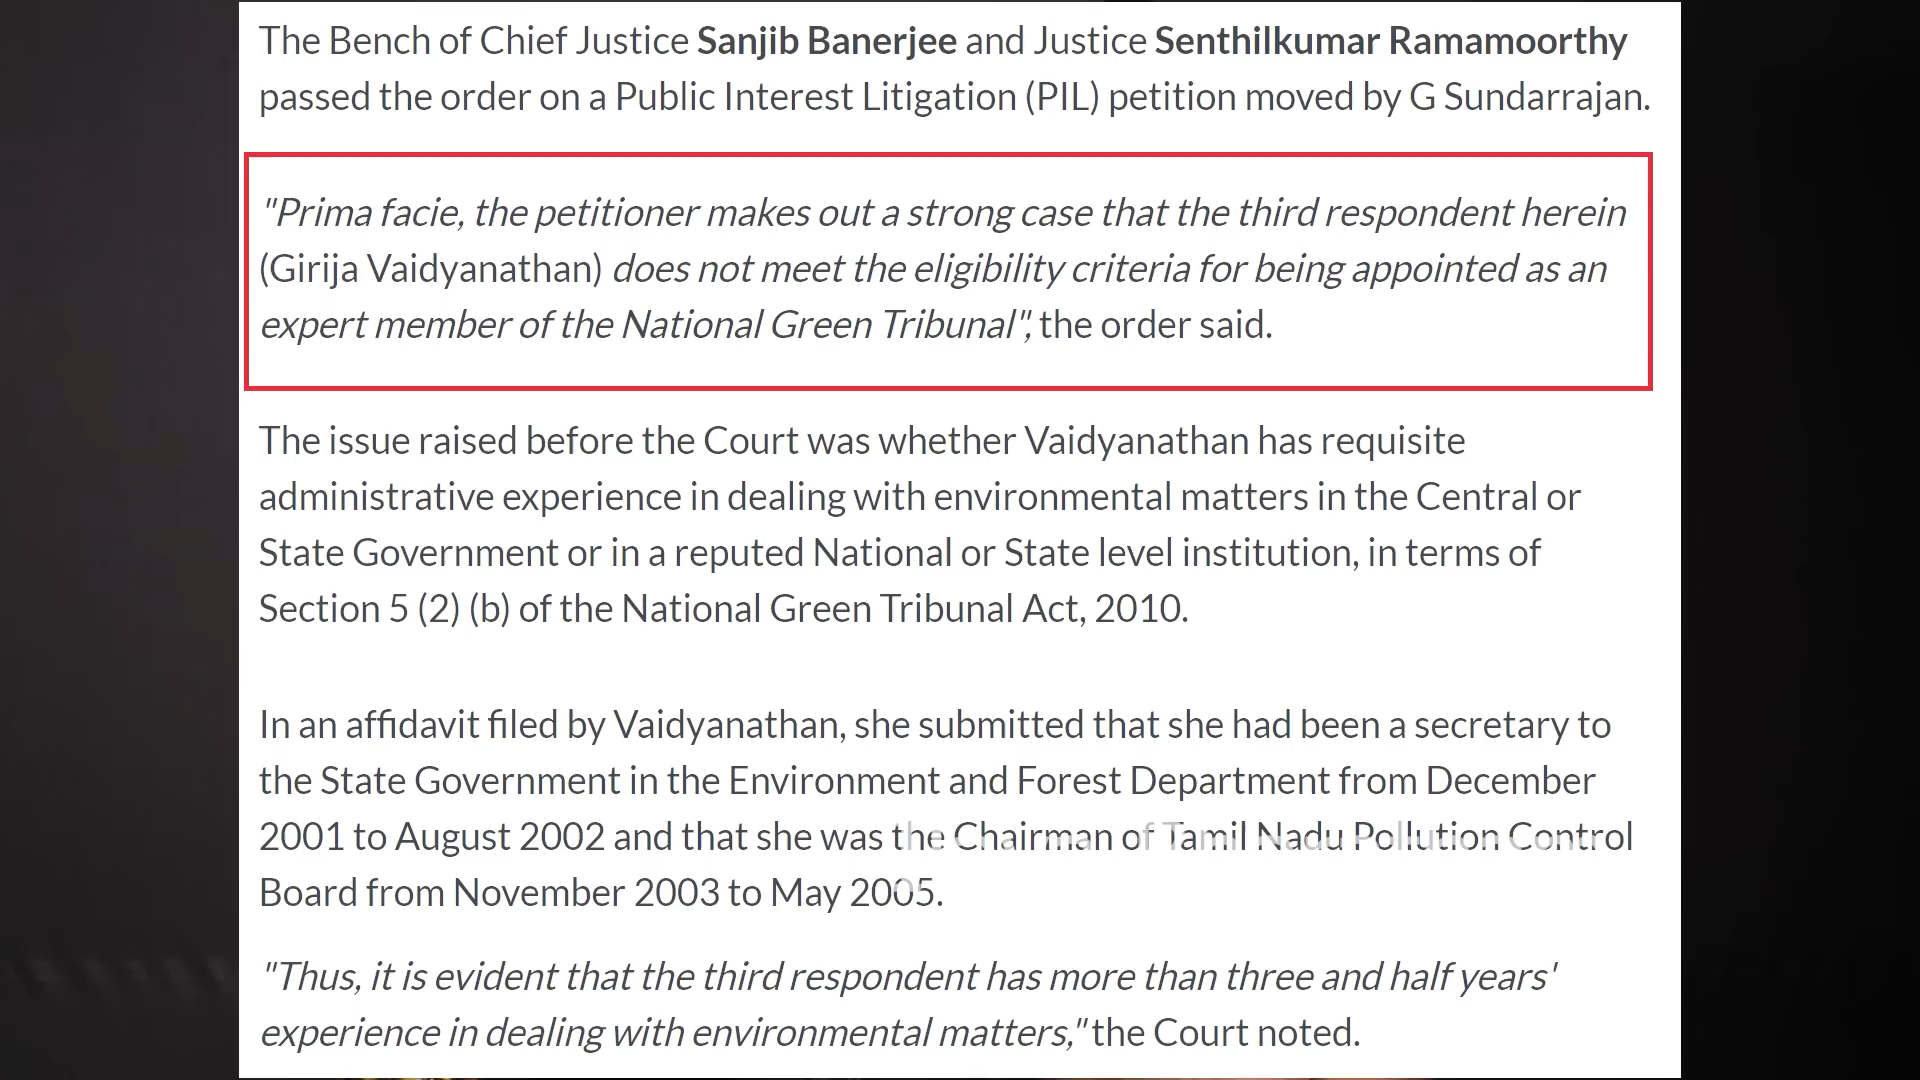 The Bench of Chief Justice Sanjib Banerjee and Justice Senthilkumar Ramamoorthy
passed the order on a Public Interest Litigation (PIL) petition moved by G Sundarrajan.
"Prima facie, the petitioner makes out a strong case that the third respondent herein
(Girija Vaidyanathan) does not meet the eligibility criteria for being appointed as an
expert member of the National Green Tribunal", the order said.
The issue raised before the Court was whether Vaidyanathan has requisite
administrative experience in dealing with environmental matters in the Central or
State Government or in a reputed National or State level institution, in terms of
Section 5 (2) (b) of the National Green Tribunal Act, 2010.
In an affidavit filed by Vaidyanathan, she submitted that she had been a secretary to
the State Government in the Environment and Forest Department from December
2001 to August 2002 and that she was the Chairman of Tamil Nadu Pollution Control
Board from November 2003 to May 2005.
"Thus, it is evident that the third respondent has more than three and half years'
experience in dealing with environmental matters," the Court noted.